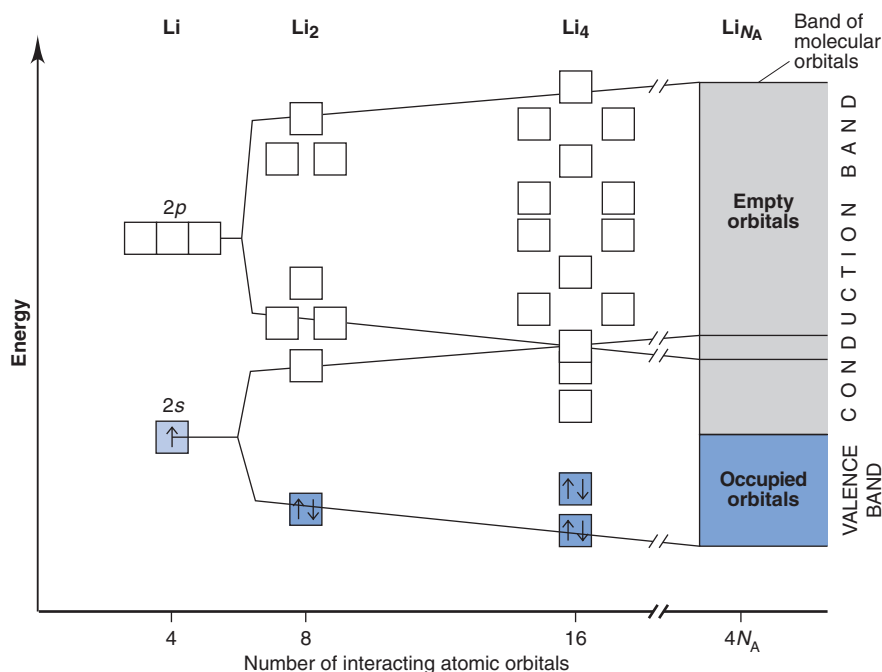 Li
Li2
Li4
LiNA
Band of
molecular
orbitals
2p
Empty
orbitals
CONDUCTION BAND
Energy
2s
↑
↑↓
↑↓
↑↓
Occupied
orbitals
VALENCE
BAND
4
8
16
4NA
Number of interacting atomic orbitals